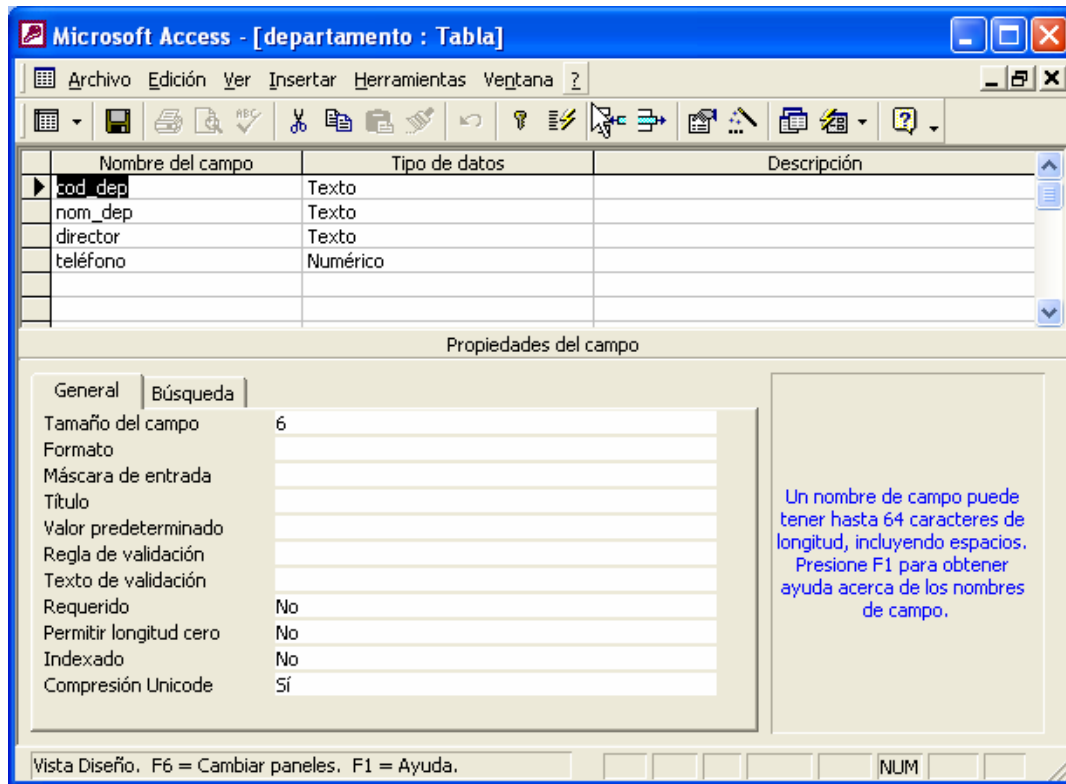 Microsoft Access - [departamento : Tabla]
Archivo Edición Ver Insertar Herramientas Ventana ?
ABC
Nombre del campo Tipo de datos Descripción
cod_dep Texto
nom_dep Texto
director Texto
teléfono Numérico
Propiedades del campo
General Búsqueda
Tamaño del campo 6
Formato
Máscara de entrada
Título
Valor predeterminado
Regla de validación
Texto de validación
Requerido No
Permitir longitud cero No
Indexado No
Compresión Unicode Sí
Un nombre de campo puede
tener hasta 64 caracteres de
longitud, incluyendo espacios.
Presione F1 para obtener
ayuda acerca de los nombres
de campo.
Vista Diseño. F6 = Cambiar paneles. F1 = Ayuda. NUM